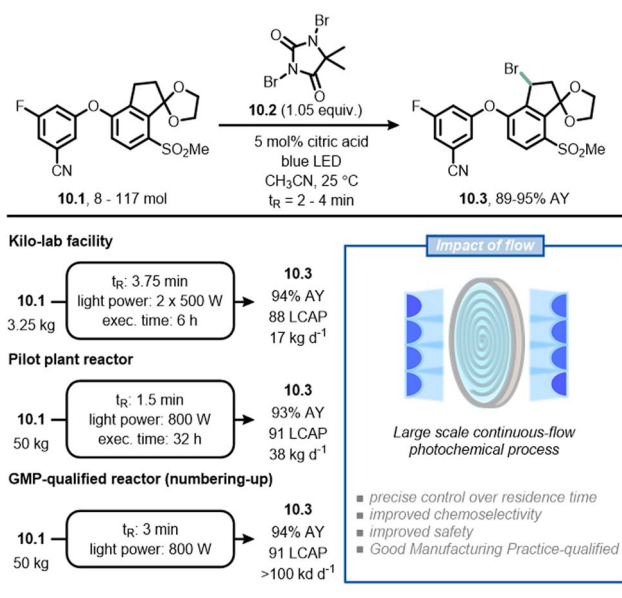 Br
O
N
N
Br
O
10.2 (1.05 equiv.)
F
O
O
O
SO2Me
CN
10.1, 8 - 117 mol
5 mol% citric acid
blue LED
CH3CN, 25 °C
tR = 2 - 4 min
Br
F
O
O
O
SO2Me
CN
10.3, 89-95% AY
Kilo-lab facility
10.1
3.25 kg
tR: 3.75 min
light power: 2 x 500 W
exec. time: 6 h
10.3
94% AY
88 LCAP
17 kg d-1
Pilot plant reactor
10.1
50 kg
tR: 1.5 min
light power: 800 W
exec. time: 32 h
10.3
93% AY
91 LCAP
38 kg d-1
GMP-qualified reactor (numbering-up)
10.1
50 kg
tR: 3 min
light power: 800 W
10.3
94% AY
91 LCAP
>100 kd d-1
Impact of flow
Large scale continuous-flow
photochemical process
▪ precise control over residence time
▪ improved chemoselectivity
▪ improved safety
▪ Good Manufacturing Practice-qualified